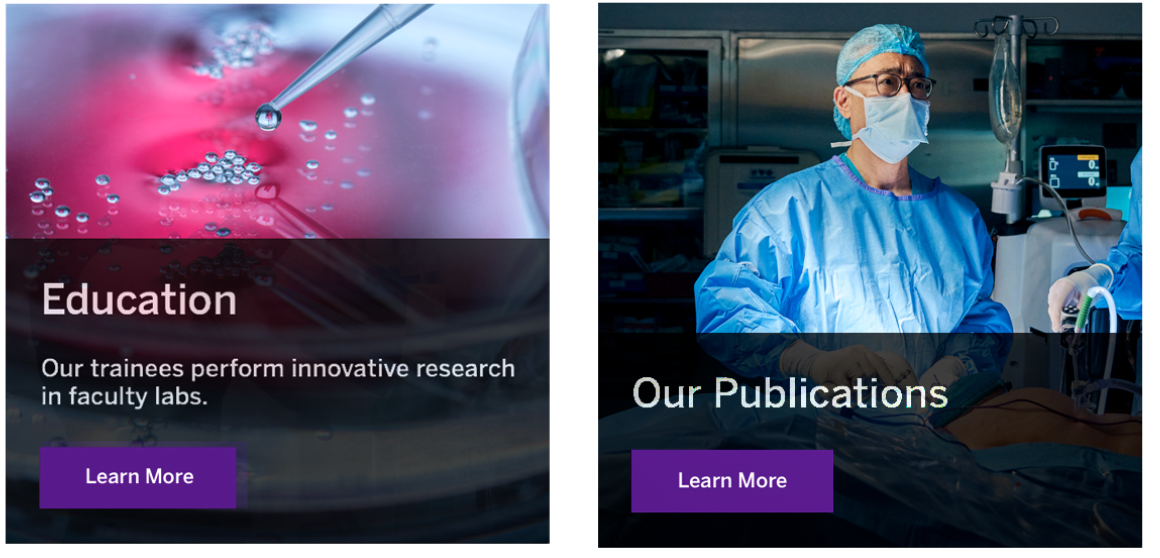 Education
Our trainees perform innovative research
in faculty labs.
Learn More
Our Publications
Learn More